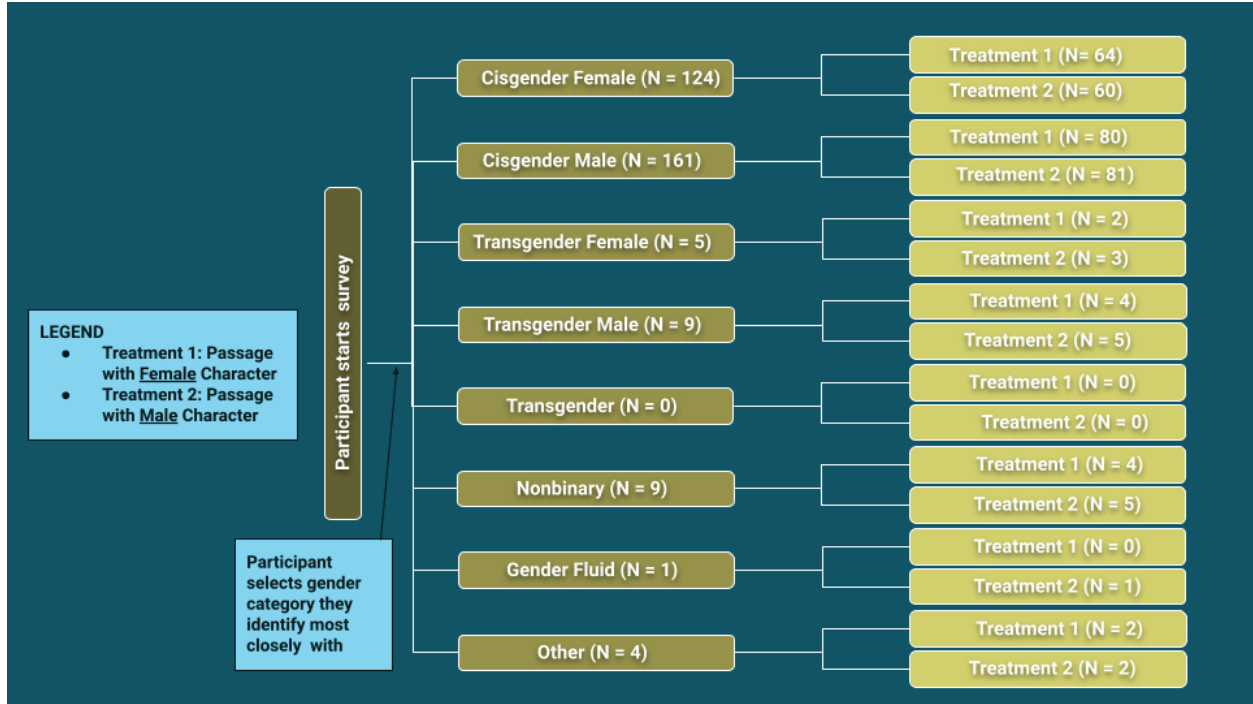 Cisgender Female (N = 124)
Treatment 1 (N= 64)
Treatment 2 (N= 60)
Cisgender Male (N = 161)
Treatment 1 (N = 80)
Treatment 2 (N = 81)
Transgender Female (N = 5)
Treatment 1 (N = 2)
Treatment 2 (N = 3)
Transgender Male (N = 9)
Treatment 1 (N = 4)
Treatment 2 (N = 5)
Transgender (N = 0)
Treatment 1 (N = 0)
Treatment 2 (N = 0)
Nonbinary (N = 9)
Treatment 1 (N = 4)
Treatment 2 (N = 5)
Gender Fluid (N = 1)
Treatment 1 (N = 0)
Treatment 2 (N = 1)
Other (N = 4)
Treatment 1 (N = 2)
Treatment 2 (N = 2)
Participant starts survey
LEGEND
● Treatment 1: Passage
with Female Character
● Treatment 2: Passage
with Male Character
Participant
selects gender
category they
identify most
closely with